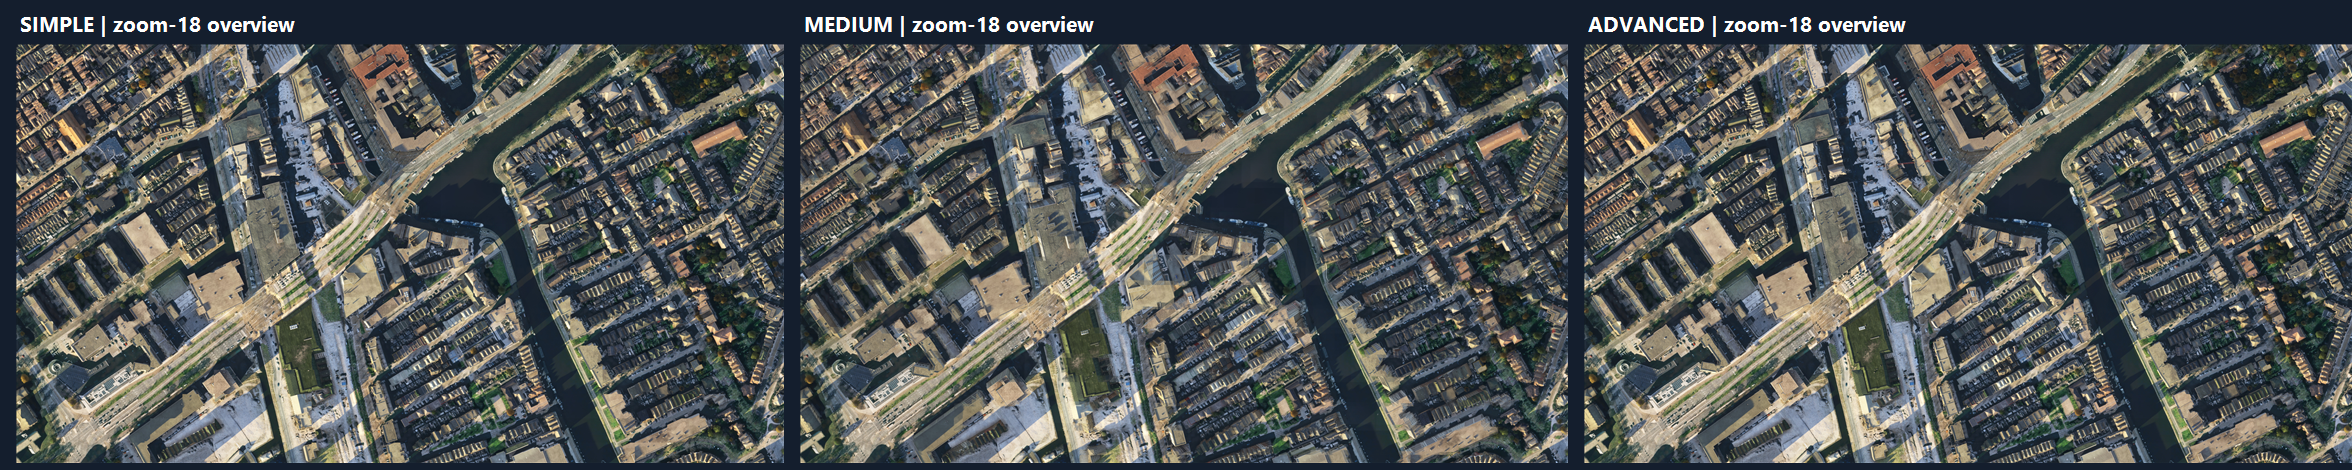 SIMPLE | zoom-18 overview
MEDIUM | zoom-18 overview
ADVANCED | zoom-18 overview